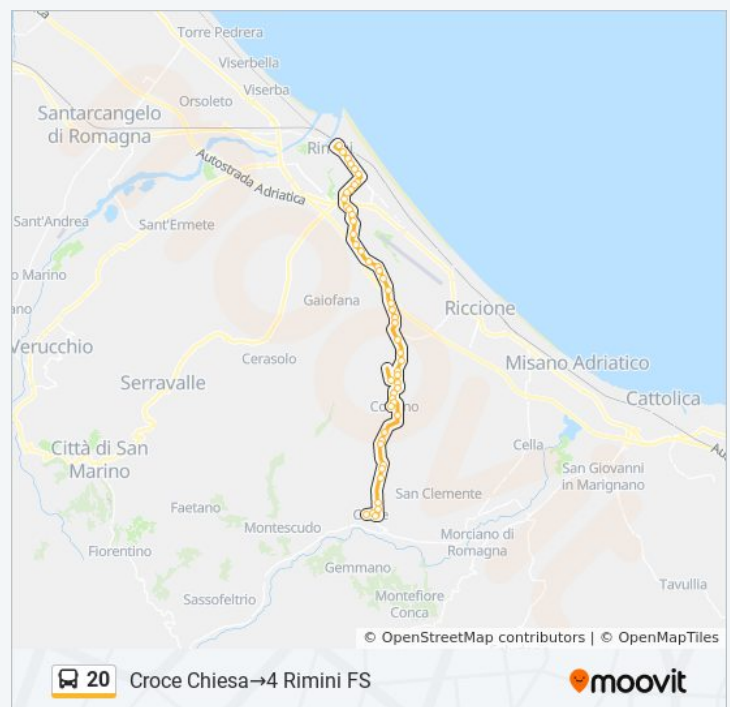 Torre Pedrera
Viserbella
Viserba
Orsoleto
Santarcangelo
di Romagna
Autostrada Adriatica
Sant'Andrea
Sant'Ermete
o Marino
ano
Gaiofana
Riccione
Verucchio
Cerasolo
Misano Adriatico
Serravalle
Cattolica
Città di San
Marino
Cella
San Giovanni
in Marignano
San Clemente
Faetano
Montescudo
Morciano di
Romagna
Fiorentino
Gemmano
Tavullia
Sassofeltrio
Montefiore
Conca
© OpenStreetMap contributors | © OpenMapTiles
20 Croce Chiesa→4 Rimini FS
moovit